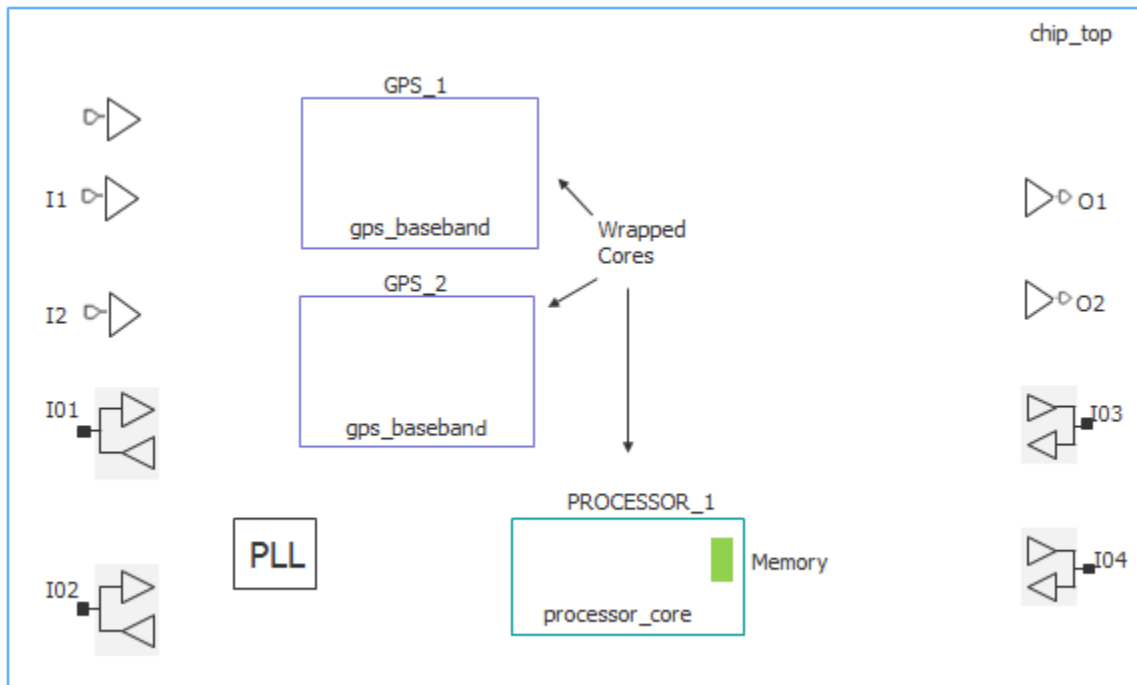 chip_top
GPS_1
I1
gps_baseband
Wrapped
Cores
O1
GPS_2
I2
O2
I01
gps_baseband
I03
PROCESSOR_1
PLL
Memory
I04
I02
processor_core